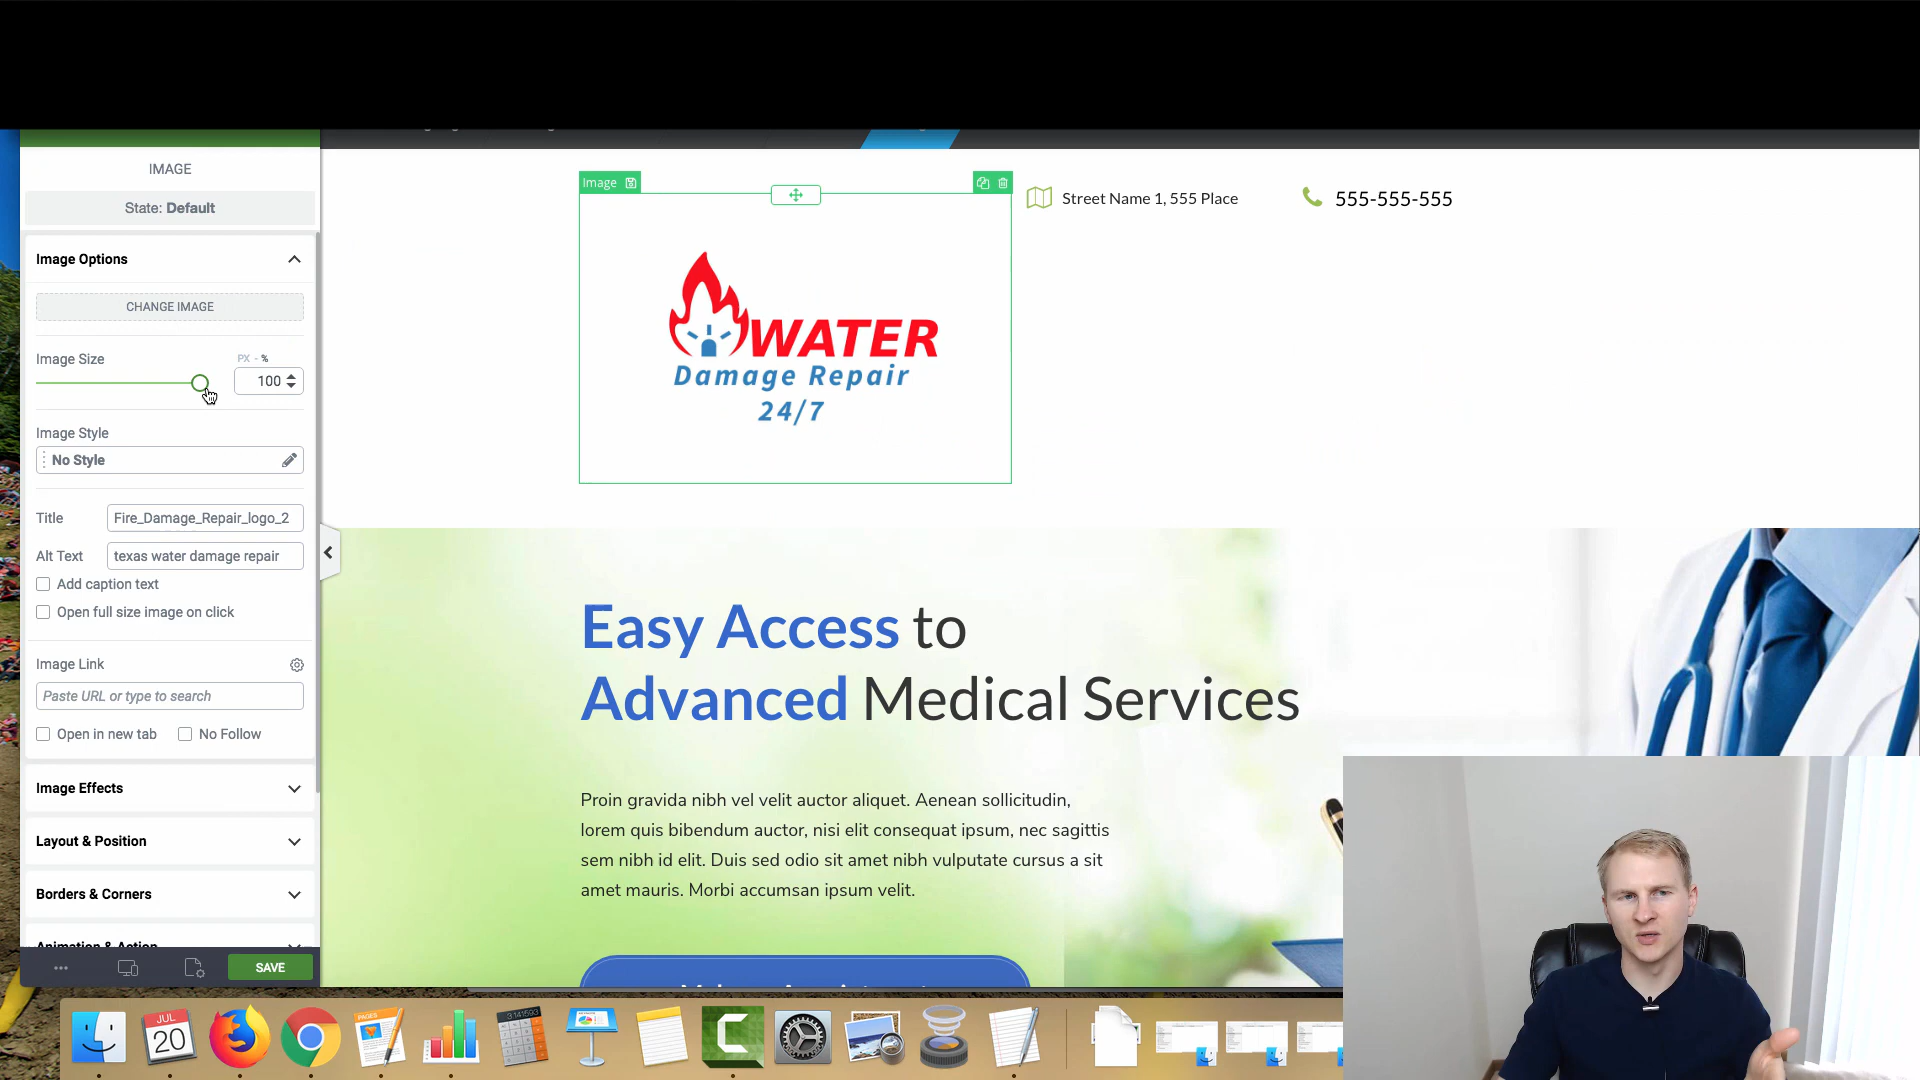 IMAGE
State: Default
Image Options
CHANGE IMAGE
Image Size
PX - %
100
Image Style
No Style
Title
Fire_Damage_Repair_logo_2
Alt Text
texas water damage repair
Add caption text
Open full size image on click
Image Link
Paste URL or type to search
Open in new tab
No Follow
Image Effects
Layout & Position
Borders & Corners
Animation & Action
SAVE
Image
WATER
Damage Repair
24/7
Street Name 1, 555 Place
555-555-555
Easy Access to
Advanced Medical Services
Proin gravida nibh vel velit auctor aliquet. Aenean sollicitudin,
lorem quis bibendum auctor, nisi elit consequat ipsum, nec sagittis
sem nibh id elit. Duis sed odio sit amet nibh vulputate cursus a sit
amet mauris. Morbi accumsan ipsum velit.
JUL
20
PAGES
3.141593